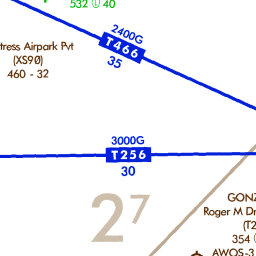 532 Ⓛ 40
2400G
T466
35
tress Airpark Pvt
(XS90)
460 - 32
3000G
T256
30
27
GONZ
Roger M Dr
(T2
354
AWOS-3